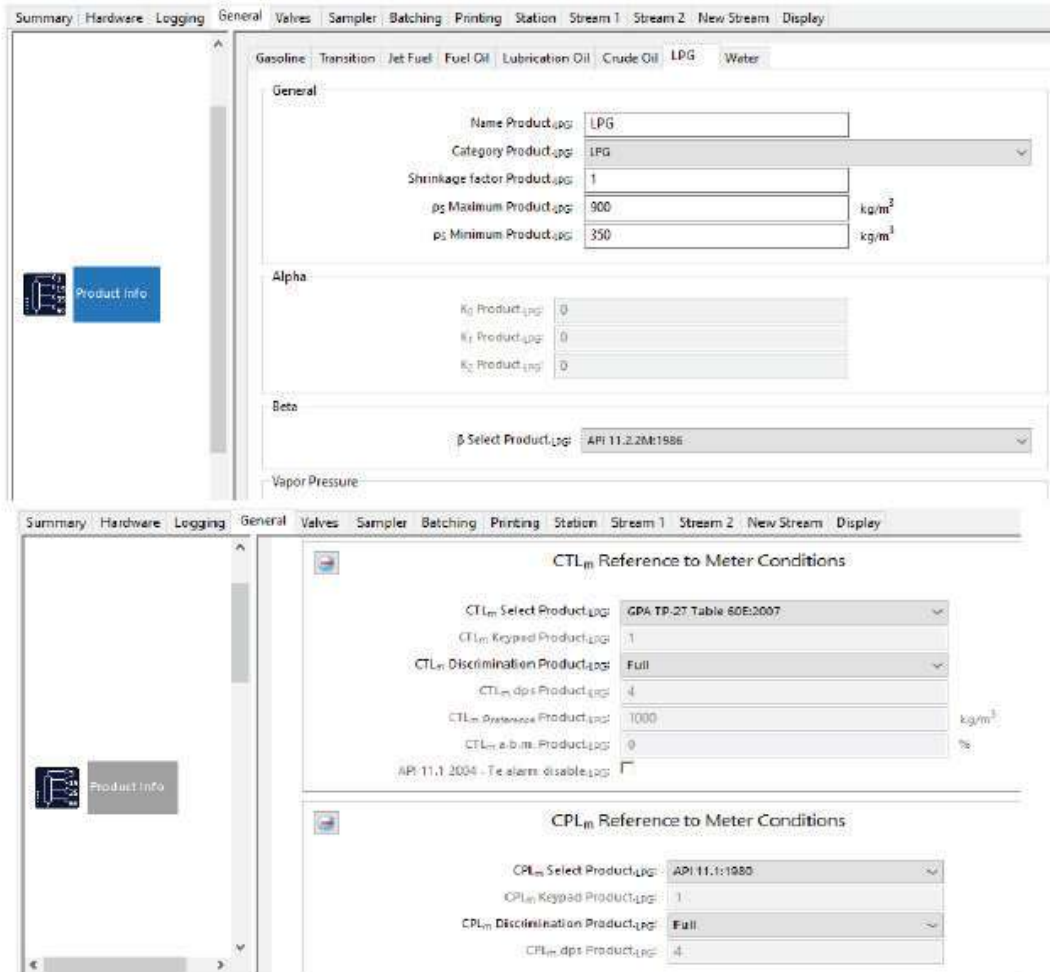 Summary Hardware Logging General Valves Sampler Batching Printing Station Stream 1 Stream 2 New Stream Display
Gasoline Transition Jet Fuel Fuel Oil Lubrication Oil Crude Oil LPG Water
General
Name Product.LPG: LPG
Category Product.LPG: LPG
Shrinkage factor Product.LPG: 1
ρS Maximum Product.LPG: 900 kg/m³
ρS Minimum Product.LPG: 350 kg/m³
Product Info
Alpha
K0 Product.LPG: 0
K1 Product.LPG: 0
K2 Product.LPG: 0
Beta
β Select Product.LPG: API 11.2.2M:1986
Vapor Pressure
Summary Hardware Logging General Valves Sampler Batching Printing Station Stream 1 Stream 2 New Stream Display
CTLm Reference to Meter Conditions
CTLm Select Product.LPG: GPA TP-27 Table 60E:2007
CTLm Keypad Product.LPG: 1
CTLm Discrimination Product.LPG: Full
CTLm dps Product.LPG: 4
CTLm Preference Product.LPG: 1000 kg/m³
CTLm a.b.m. Product.LPG: 0 %
API 11.1 2004 - Te alarm disable.LPG:
Product Info
CPLm Reference to Meter Conditions
CPLm Select Product.LPG: API 11.1:1980
CPLm Keypad Product.LPG: 1
CPLm Discrimination Product.LPG: Full
CPLm dps Product.LPG: 4